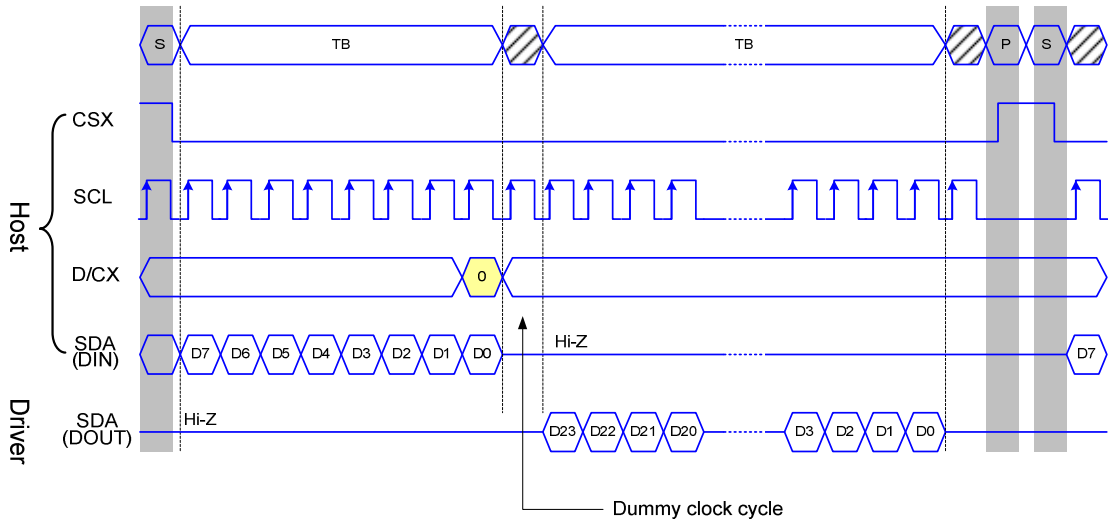 S TB TB P S
CSX
SCL
D/CX 0
SDA
(DIN) D7 D6 D5 D4 D3 D2 D1 D0 Hi-Z D7
SDA
(DOUT) Hi-Z D23 D22 D21 D20 D3 D2 D1 D0
Host
Driver
Dummy clock cycle